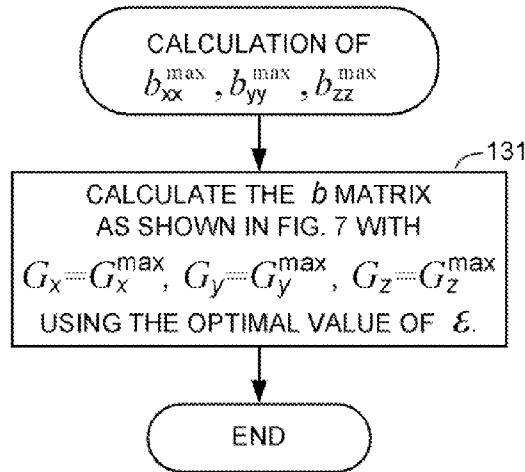 CALCULATION OF
b_xx^max, b_yy^max, b_zz^max
131
CALCULATE THE b MATRIX
AS SHOWN IN FIG. 7 WITH
G_x=G_x^max, G_y=G_y^max, G_z=G_z^max
USING THE OPTIMAL VALUE OF ε.
END